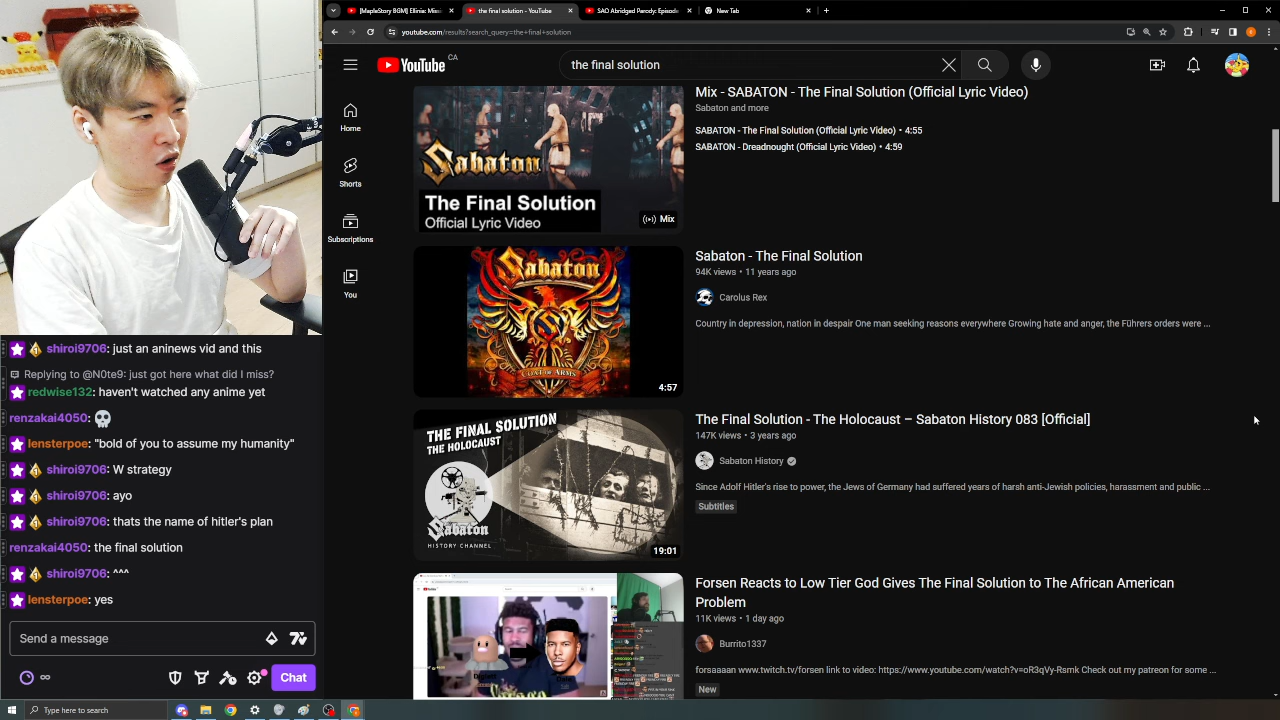 [MapleStory BGM] Ellinia: Missi
the final solution - YouTube
SAO Abridged Parody: Episode
New Tab
youtube.com/results?search_query=the+final+solution
YouTube
CA
the final solution
Home
Shorts
Subscriptions
You
Sabaton
The Final Solution
Official Lyric Video
Mix
Mix - SABATON - The Final Solution (Official Lyric Video)
Sabaton and more
SABATON - The Final Solution (Official Lyric Video) • 4:55
SABATON - Dreadnought (Official Lyric Video) • 4:59
Sabaton
COAT OF ARMS
4:57
Sabaton - The Final Solution
94K views • 11 years ago
Carolus Rex
Country in depression, nation in despair One man seeking reasons everywhere Growing hate and anger, the Führers orders were ...
THE FINAL SOLUTION
THE HOLOCAUST
Sabaton
HISTORY CHANNEL
19:01
The Final Solution - The Holocaust – Sabaton History 083 [Official]
147K views • 3 years ago
Sabaton History
Since Adolf Hitler's rise to power, the Jews of Germany had suffered years of harsh anti-Jewish policies, harassment and public ...
Subtitles
Forsen Reacts to Low Tier God Gives The Final Solution to The African American
Problem
11K views • 1 day ago
Burrito1337
forsaaaan www.twitch.tv/forsen link to video: https://www.youtube.com/watch?v=oR3qVy-Rqmk Check out my patreon for some ...
New
shiroi9706: just an aninews vid and this
Replying to @N0te9: just got here what did I miss?
redwise132: haven't watched any anime yet
renzakai4050: 💀
lensterpoe: "bold of you to assume my humanity"
shiroi9706: W strategy
shiroi9706: ayo
shiroi9706: thats the name of hitler's plan
renzakai4050: the final solution
shiroi9706: ^^^
lensterpoe: yes
Send a message
Chat
Type here to search